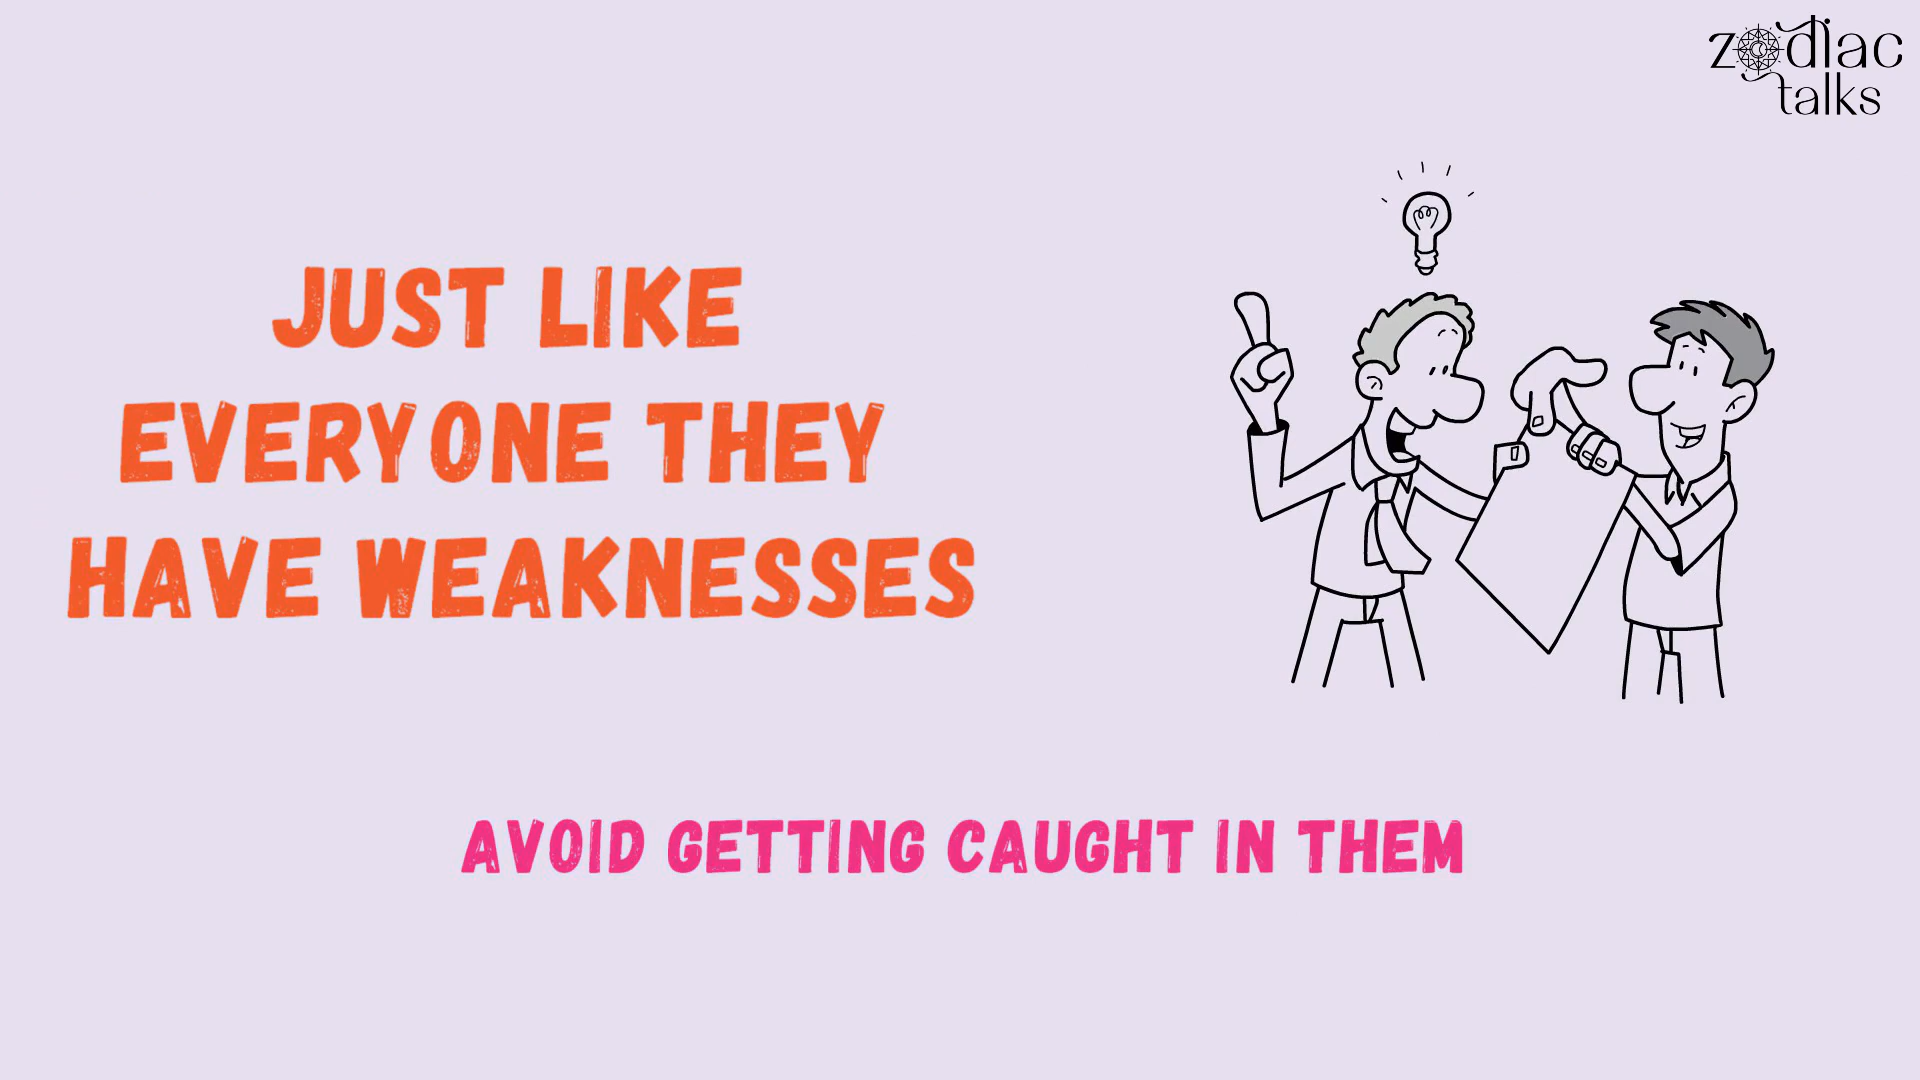 zodiac
talks
JUST LIKE
EVERYONE THEY
HAVE WEAKNESSES
AVOID GETTING CAUGHT IN THEM